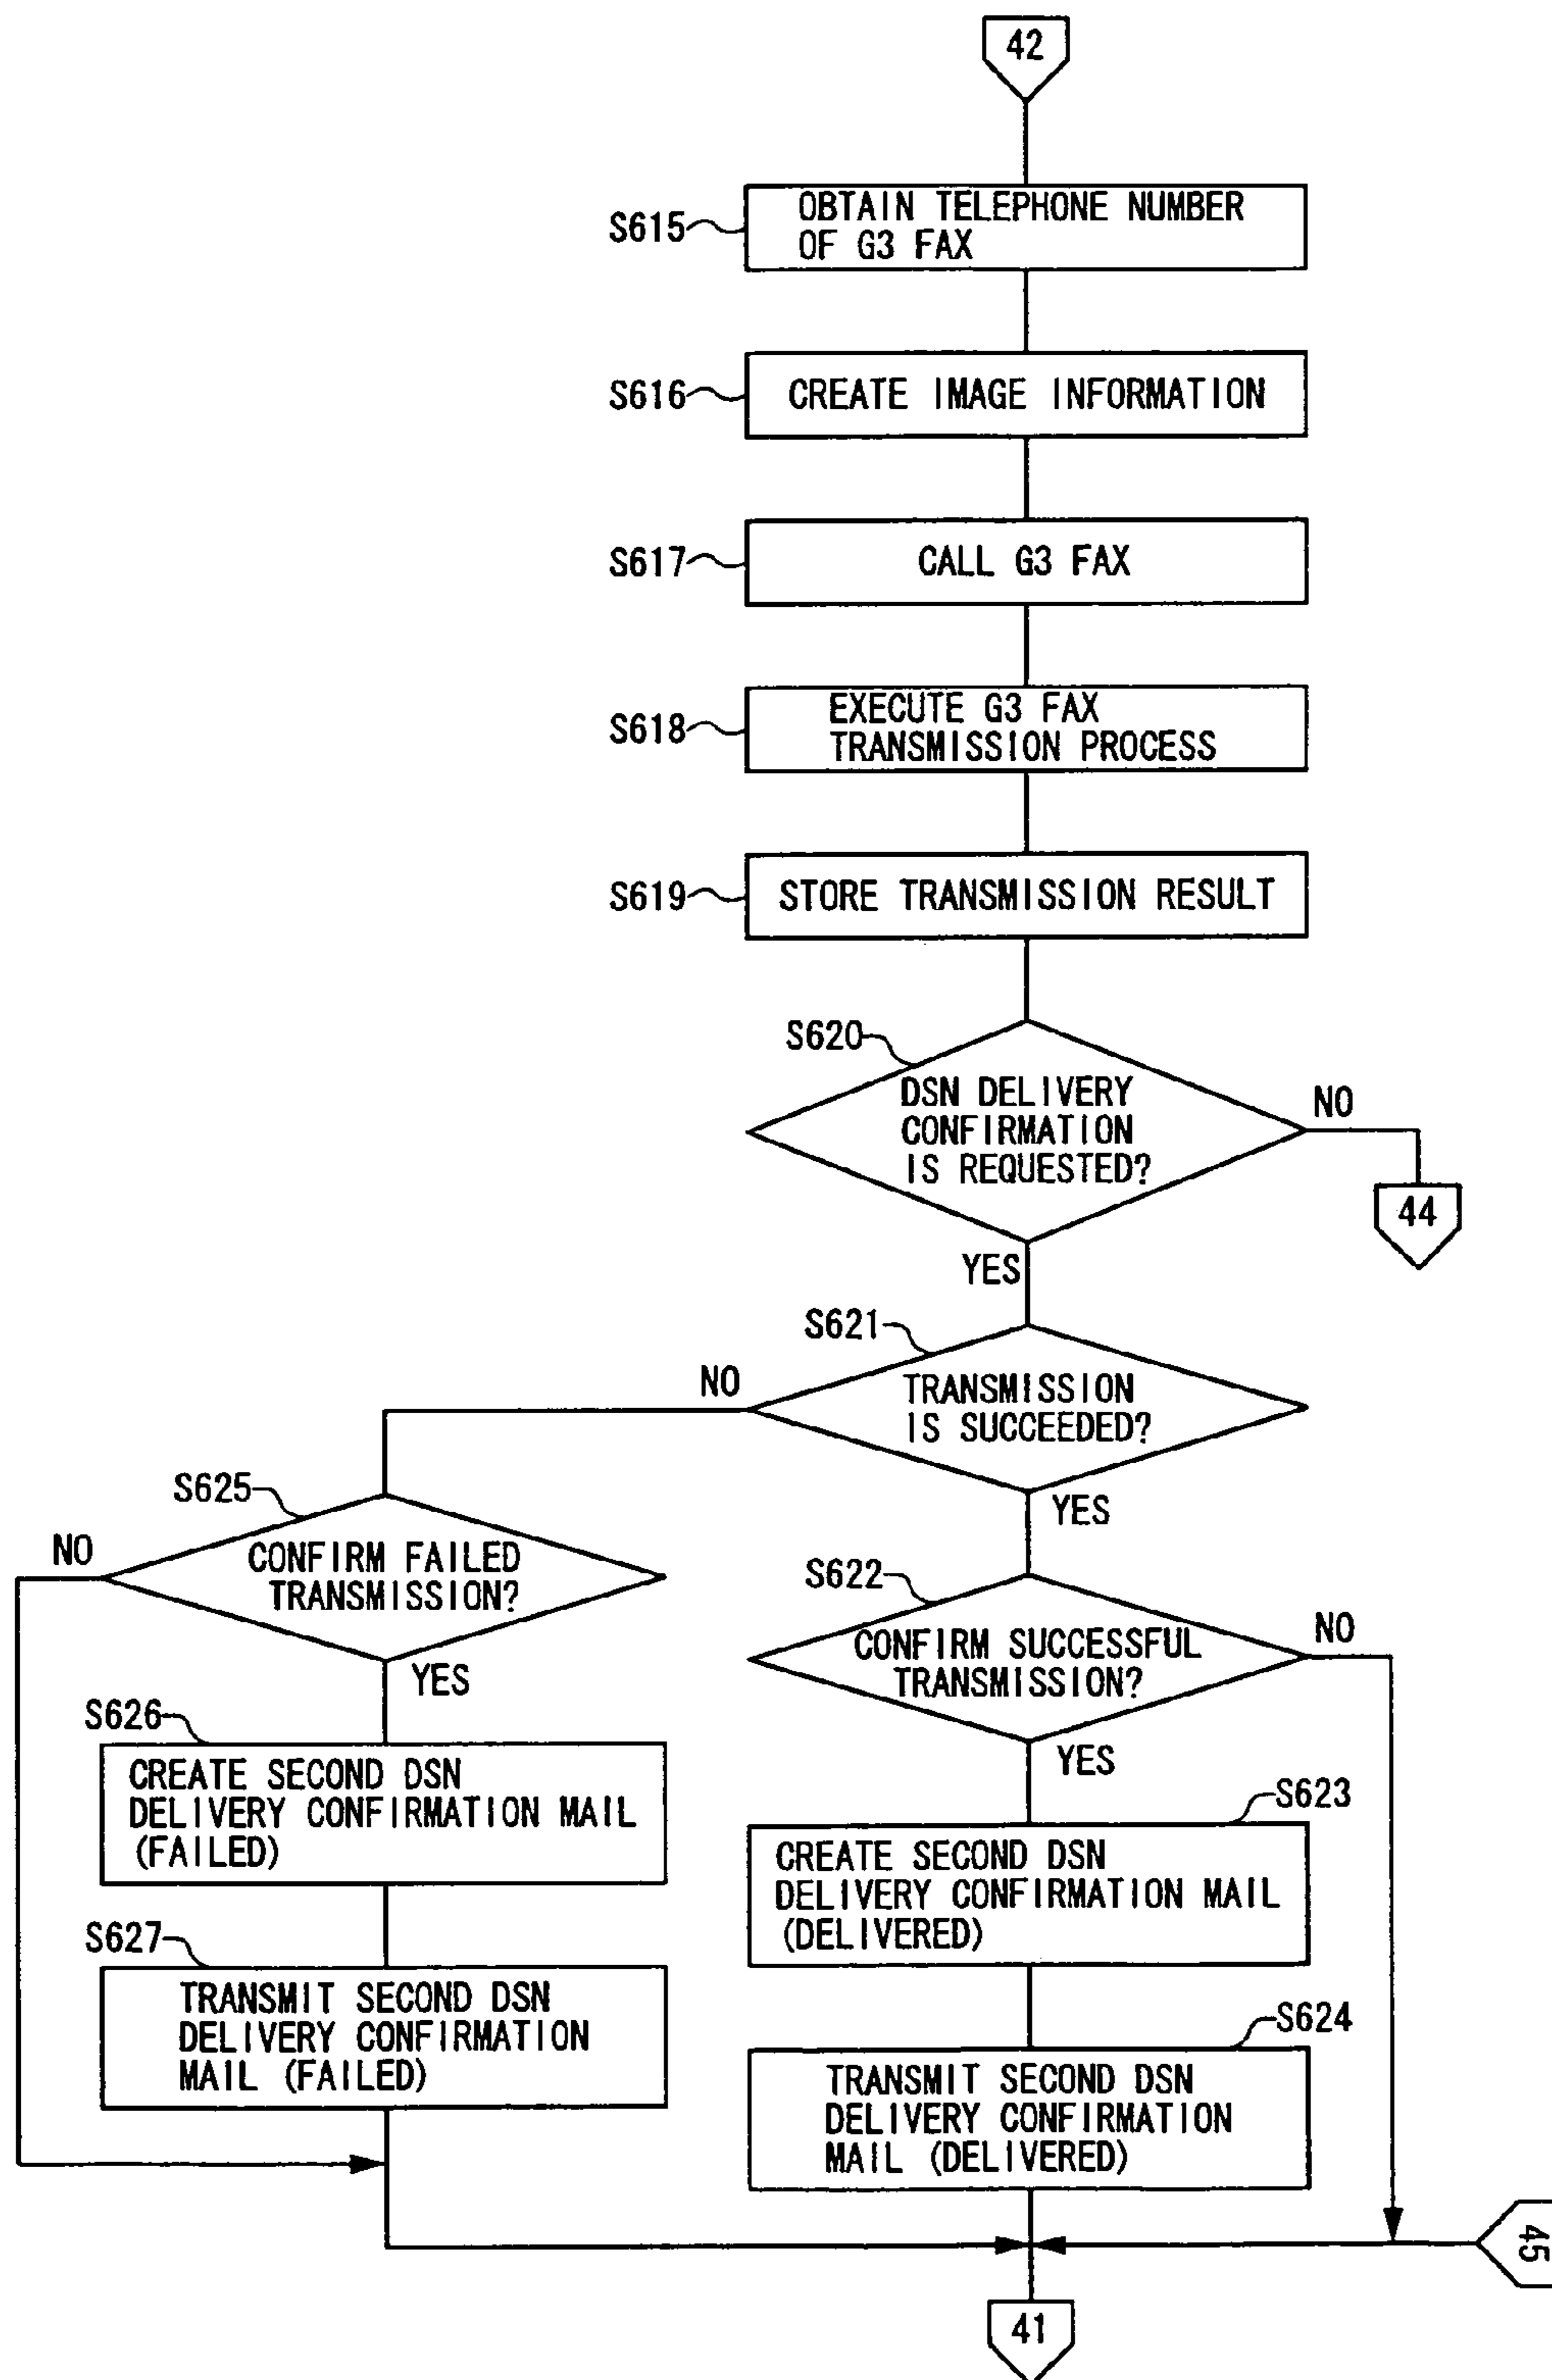 42
S615
OBTAIN TELEPHONE NUMBER
OF G3 FAX
S616
CREATE IMAGE INFORMATION
S617
CALL G3 FAX
S618
EXECUTE G3 FAX
TRANSMISSION PROCESS
S619
STORE TRANSMISSION RESULT
S620
DSN DELIVERY
CONFIRMATION
IS REQUESTED?
NO
44
YES
S621
NO
TRANSMISSION
IS SUCCEEDED?
YES
S625
NO
CONFIRM FAILED
TRANSMISSION?
YES
S622
NO
CONFIRM SUCCESSFUL
TRANSMISSION?
YES
S626
CREATE SECOND DSN
DELIVERY CONFIRMATION MAIL
(FAILED)
S623
CREATE SECOND DSN
DELIVERY CONFIRMATION MAIL
(DELIVERED)
S627
TRANSMIT SECOND DSN
DELIVERY CONFIRMATION
MAIL (FAILED)
S624
TRANSMIT SECOND DSN
DELIVERY CONFIRMATION
MAIL (DELIVERED)
45
41